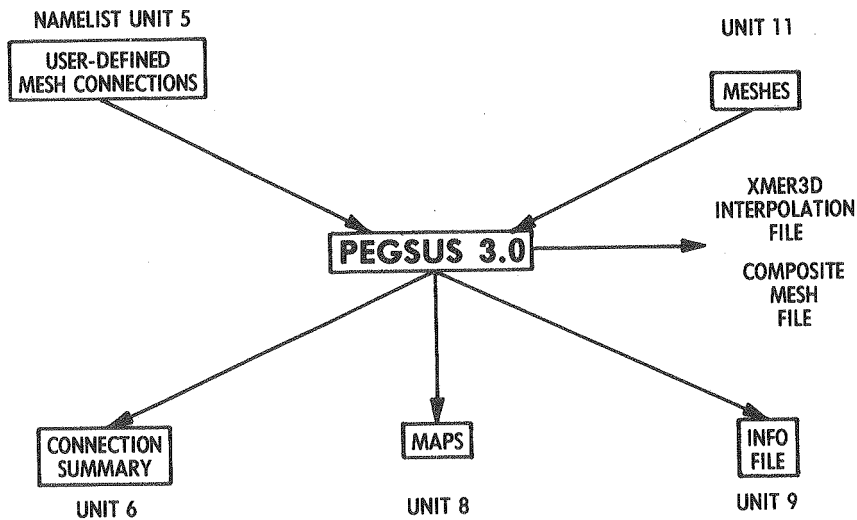 NAMELIST UNIT 5
USER-DEFINED
MESH CONNECTIONS
UNIT 11
MESHES
PEGSUS 3.0
XMER3D
INTERPOLATION
FILE
COMPOSITE
MESH
FILE
CONNECTION
SUMMARY
UNIT 6
MAPS
UNIT 8
INFO
FILE
UNIT 9